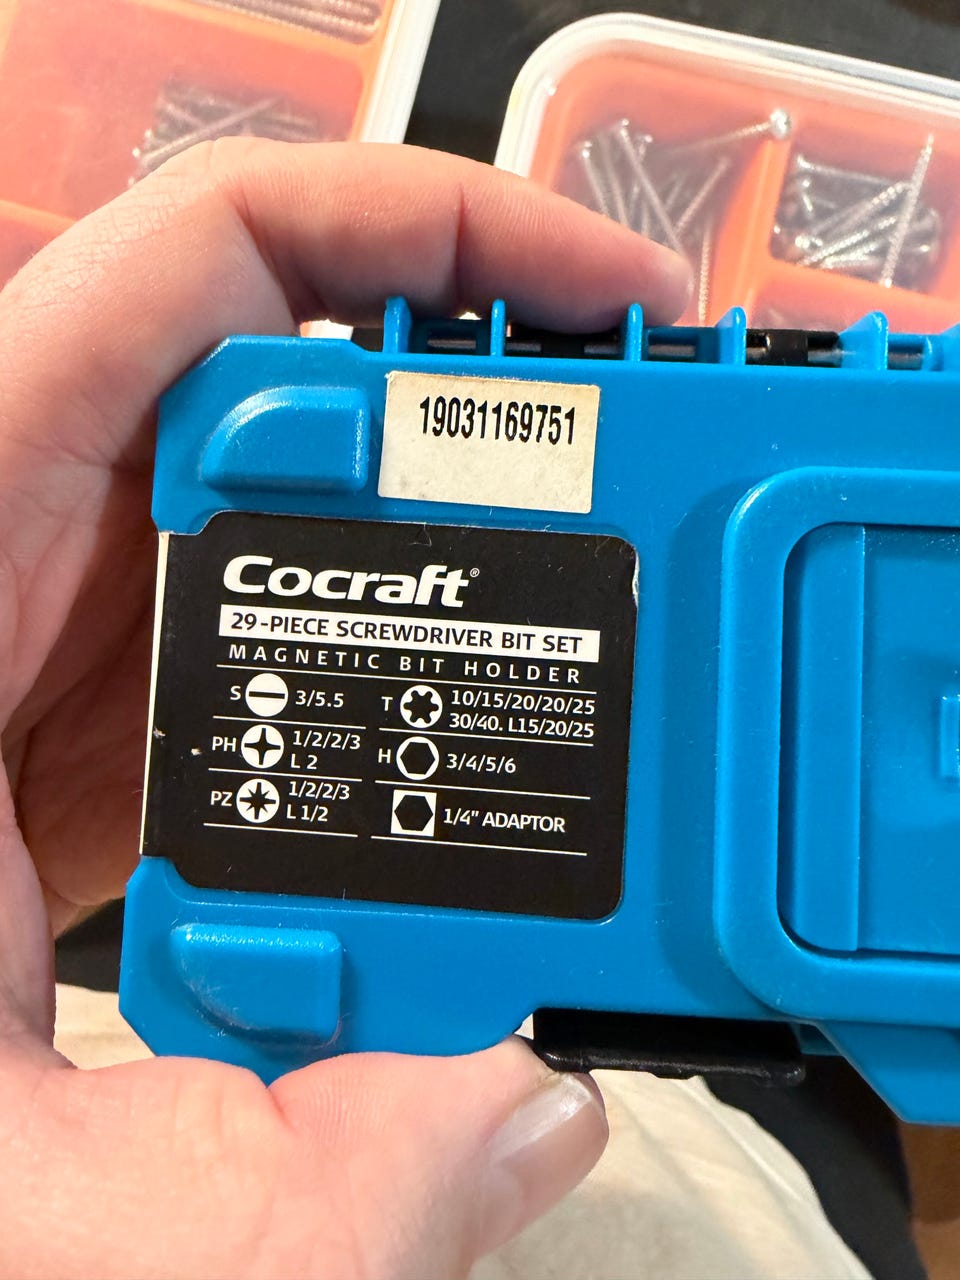 19031169751
Cocraft®
29-PIECE SCREWDRIVER BIT SET
MAGNETIC BIT HOLDER
S 3/5.5
PH 1/2/2/3
L 2
PZ 1/2/2/3
L 1/2
T 10/15/20/20/25
30/40. L15/20/25
H 3/4/5/6
1/4" ADAPTOR